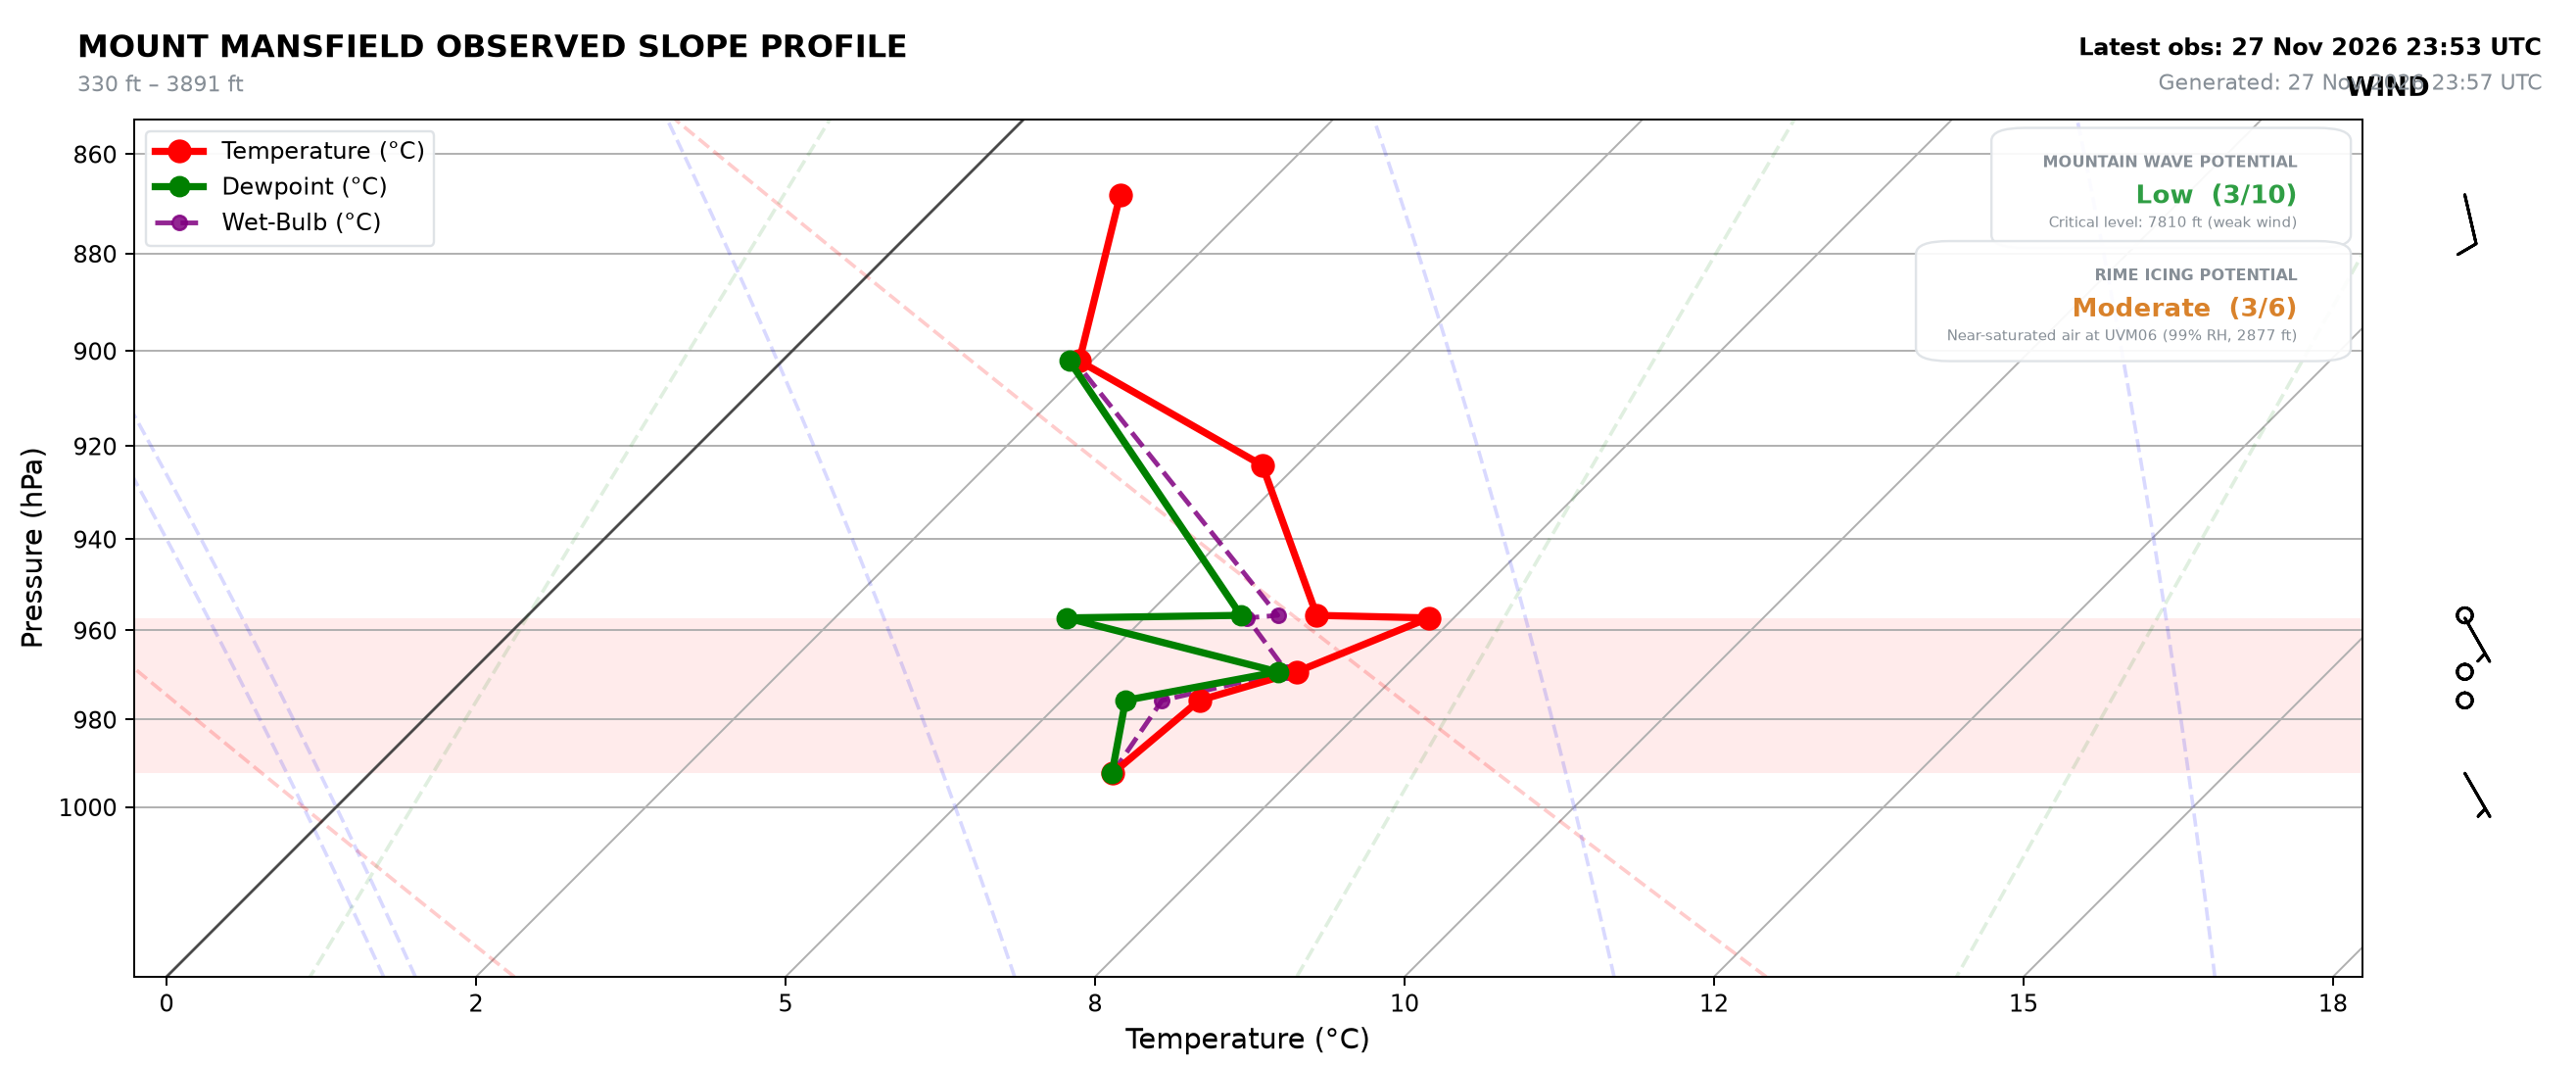 MOUNT MANSFIELD OBSERVED SLOPE PROFILE
330 ft – 3891 ft
Latest obs: 27 Nov 2026 23:53 UTC
Generated: 27 Nov 2026 23:57 UTC
WIND
Temperature (°C)
Dewpoint (°C)
Wet-Bulb (°C)
MOUNTAIN WAVE POTENTIAL
Low (3/10)
Critical level: 7810 ft (weak wind)
RIME ICING POTENTIAL
Moderate (3/6)
Near-saturated air at UVM06 (99% RH, 2877 ft)
Pressure (hPa)
860
880
900
920
940
960
980
1000
0 2 5 8 10 12 15 18
Temperature (°C)